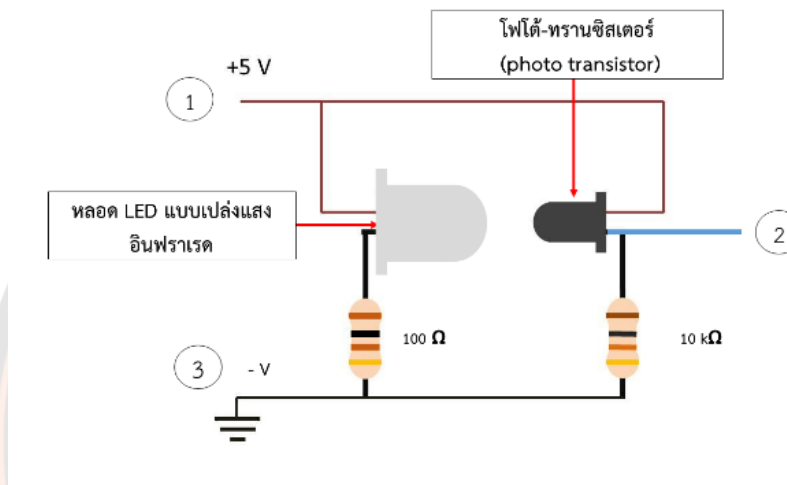 โฟโต้-ทรานซิสเตอร์
(photo transistor)
+5 V
1
หลอด LED แบบเปล่งแสง
อินฟราเรด
2
100 Ω
10 kΩ
3
- V